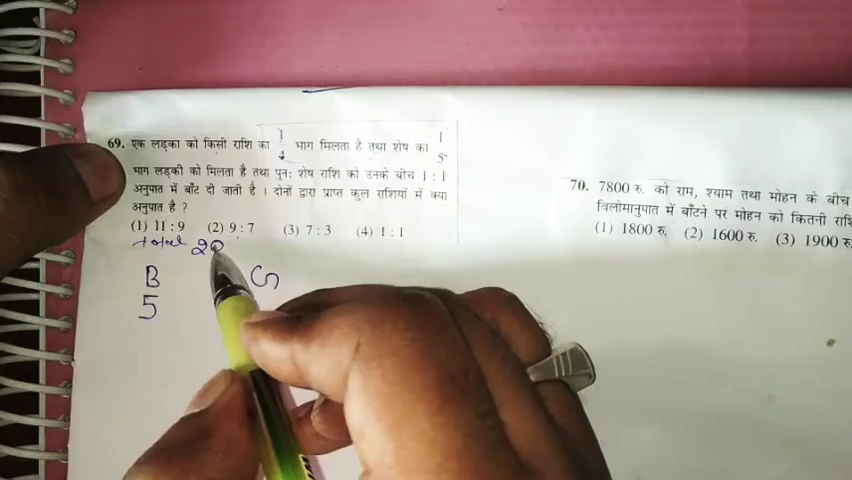 69. एक लड़का को किसी राशि का 1/4 भाग मिलता है तथा शेष का 1/5
भाग लड़की को मिलता है तथा पुन: शेष राशि को उनके बीच 1 : 1
अनुपात में बाँट दी जाती है । दोनों द्वारा प्राप्त कुल राशियों में क्या
अनुपात है ?
(1) 11 : 9 (2) 9 : 7 (3) 7 : 3 (4) 1 : 1
total 20
B G
5
70. 7800 रु. को राम, श्याम तथा मोहन के बीच
विलोमानुपात में बाँटने पर मोहन को कितनी
(1) 1800 रु. (2) 1600 रु. (3) 1900 रु.